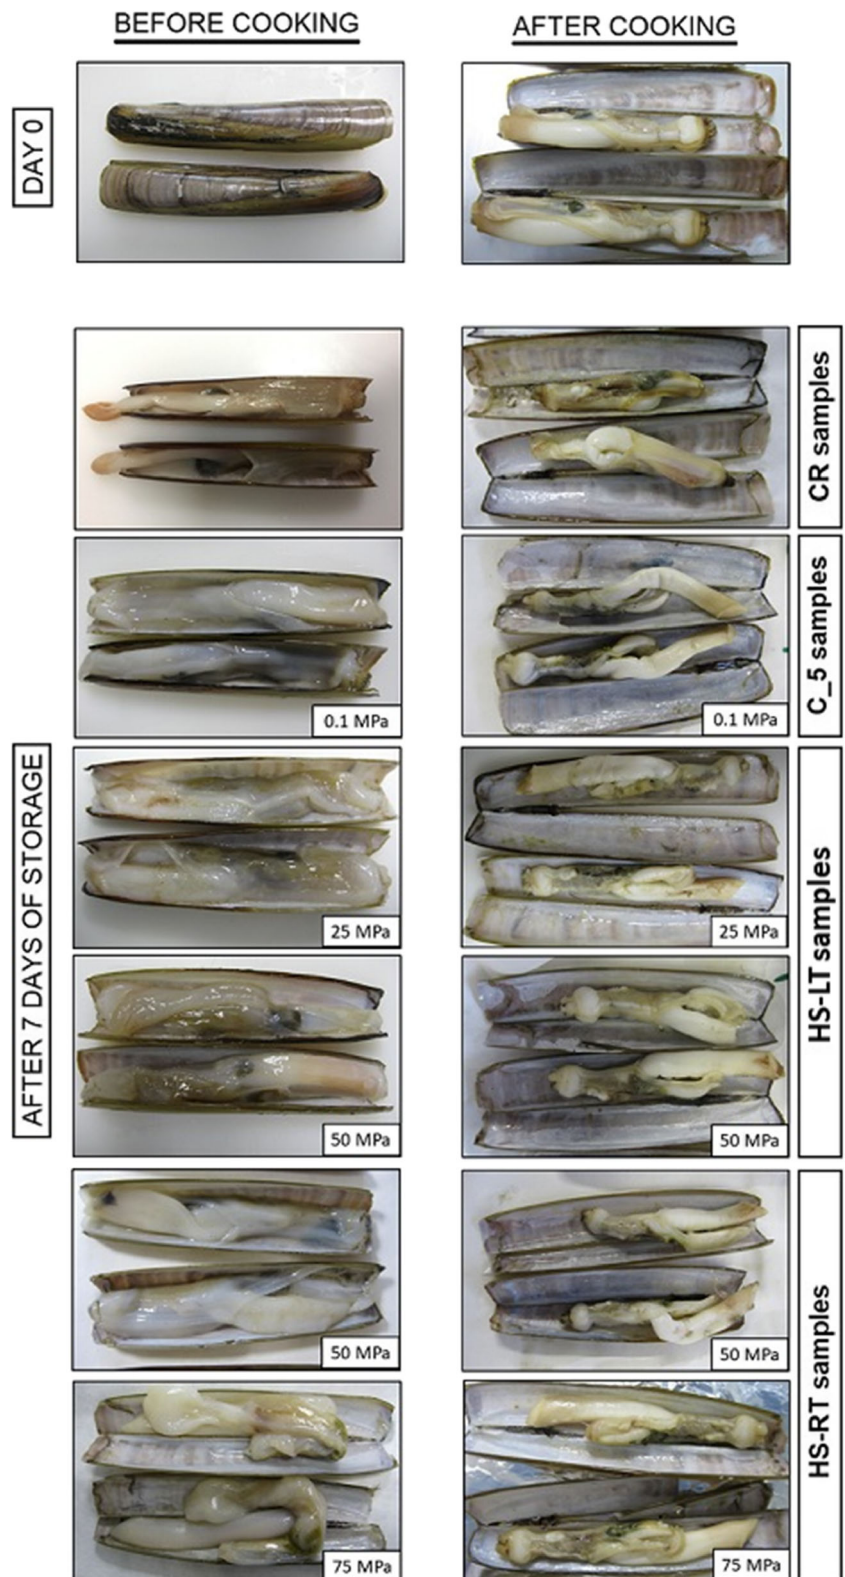 BEFORE COOKING
AFTER COOKING
DAY 0
CR samples
C_5 samples
0.1 MPa
0.1 MPa
AFTER 7 DAYS OF STORAGE
HS-LT samples
25 MPa
25 MPa
50 MPa
50 MPa
HS-RT samples
50 MPa
50 MPa
75 MPa
75 MPa